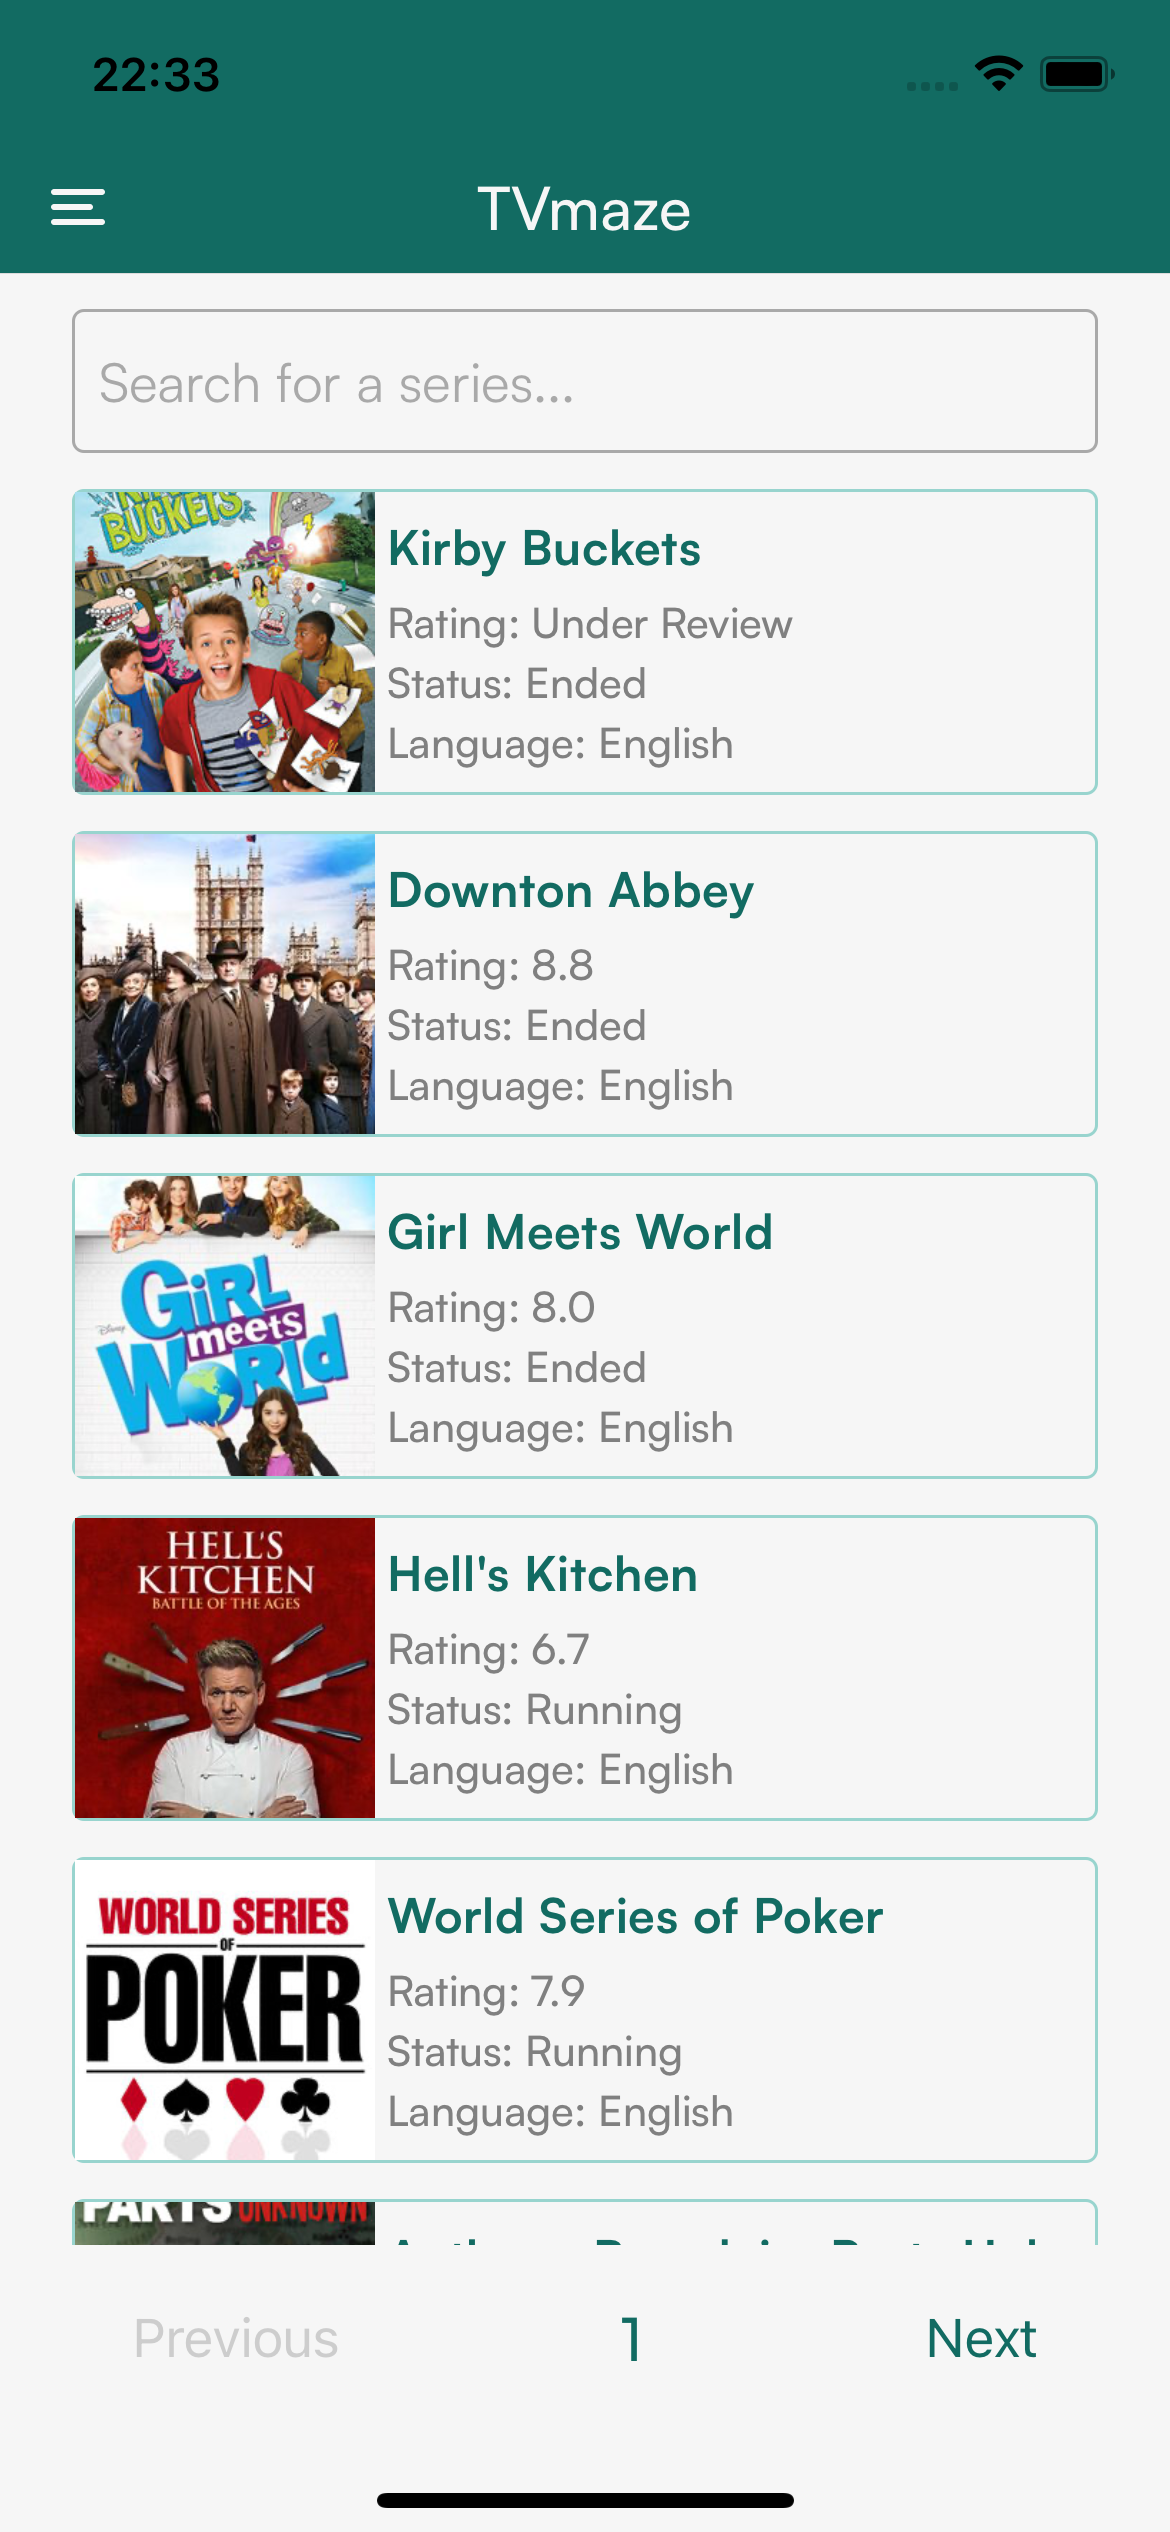 22:33
TVmaze
Search for a series...
BUCKETS
Kirby Buckets
Rating: Under Review
Status: Ended
Language: English
Downton Abbey
Rating: 8.8
Status: Ended
Language: English
Disney
GiRL
meets
WORLd
Girl Meets World
Rating: 8.0
Status: Ended
Language: English
HELL'S
KITCHEN
BATTLE OF THE AGES
Hell's Kitchen
Rating: 6.7
Status: Running
Language: English
WORLD SERIES
OF
POKER
World Series of Poker
Rating: 7.9
Status: Running
Language: English
PARTS UNKNOWN
Previous
1
Next